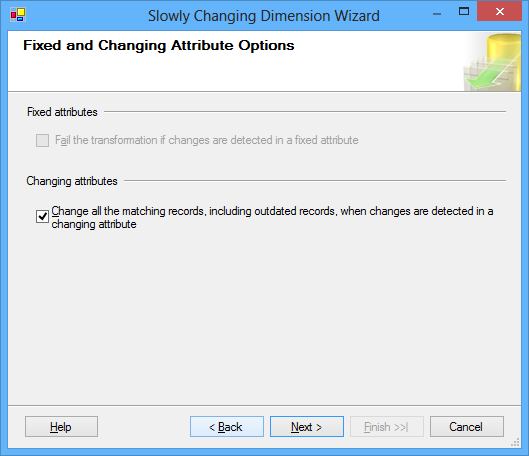 Slowly Changing Dimension Wizard
Fixed and Changing Attribute Options
Fixed attributes
Fail the transformation if changes are detected in a fixed attribute
Changing attributes
Change all the matching records, including outdated records, when changes are detected in a
changing attribute
Help
< Back
Next >
Finish >>|
Cancel